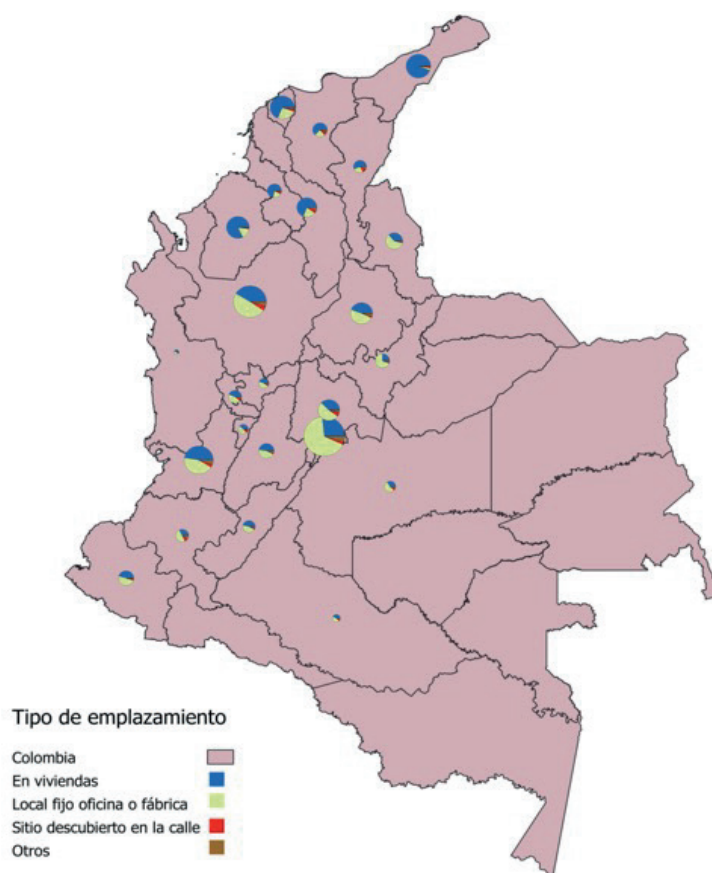 Tipo de emplazamiento
Colombia
En viviendas
Local fijo oficina o fábrica
Sitio descubierto en la calle
Otros